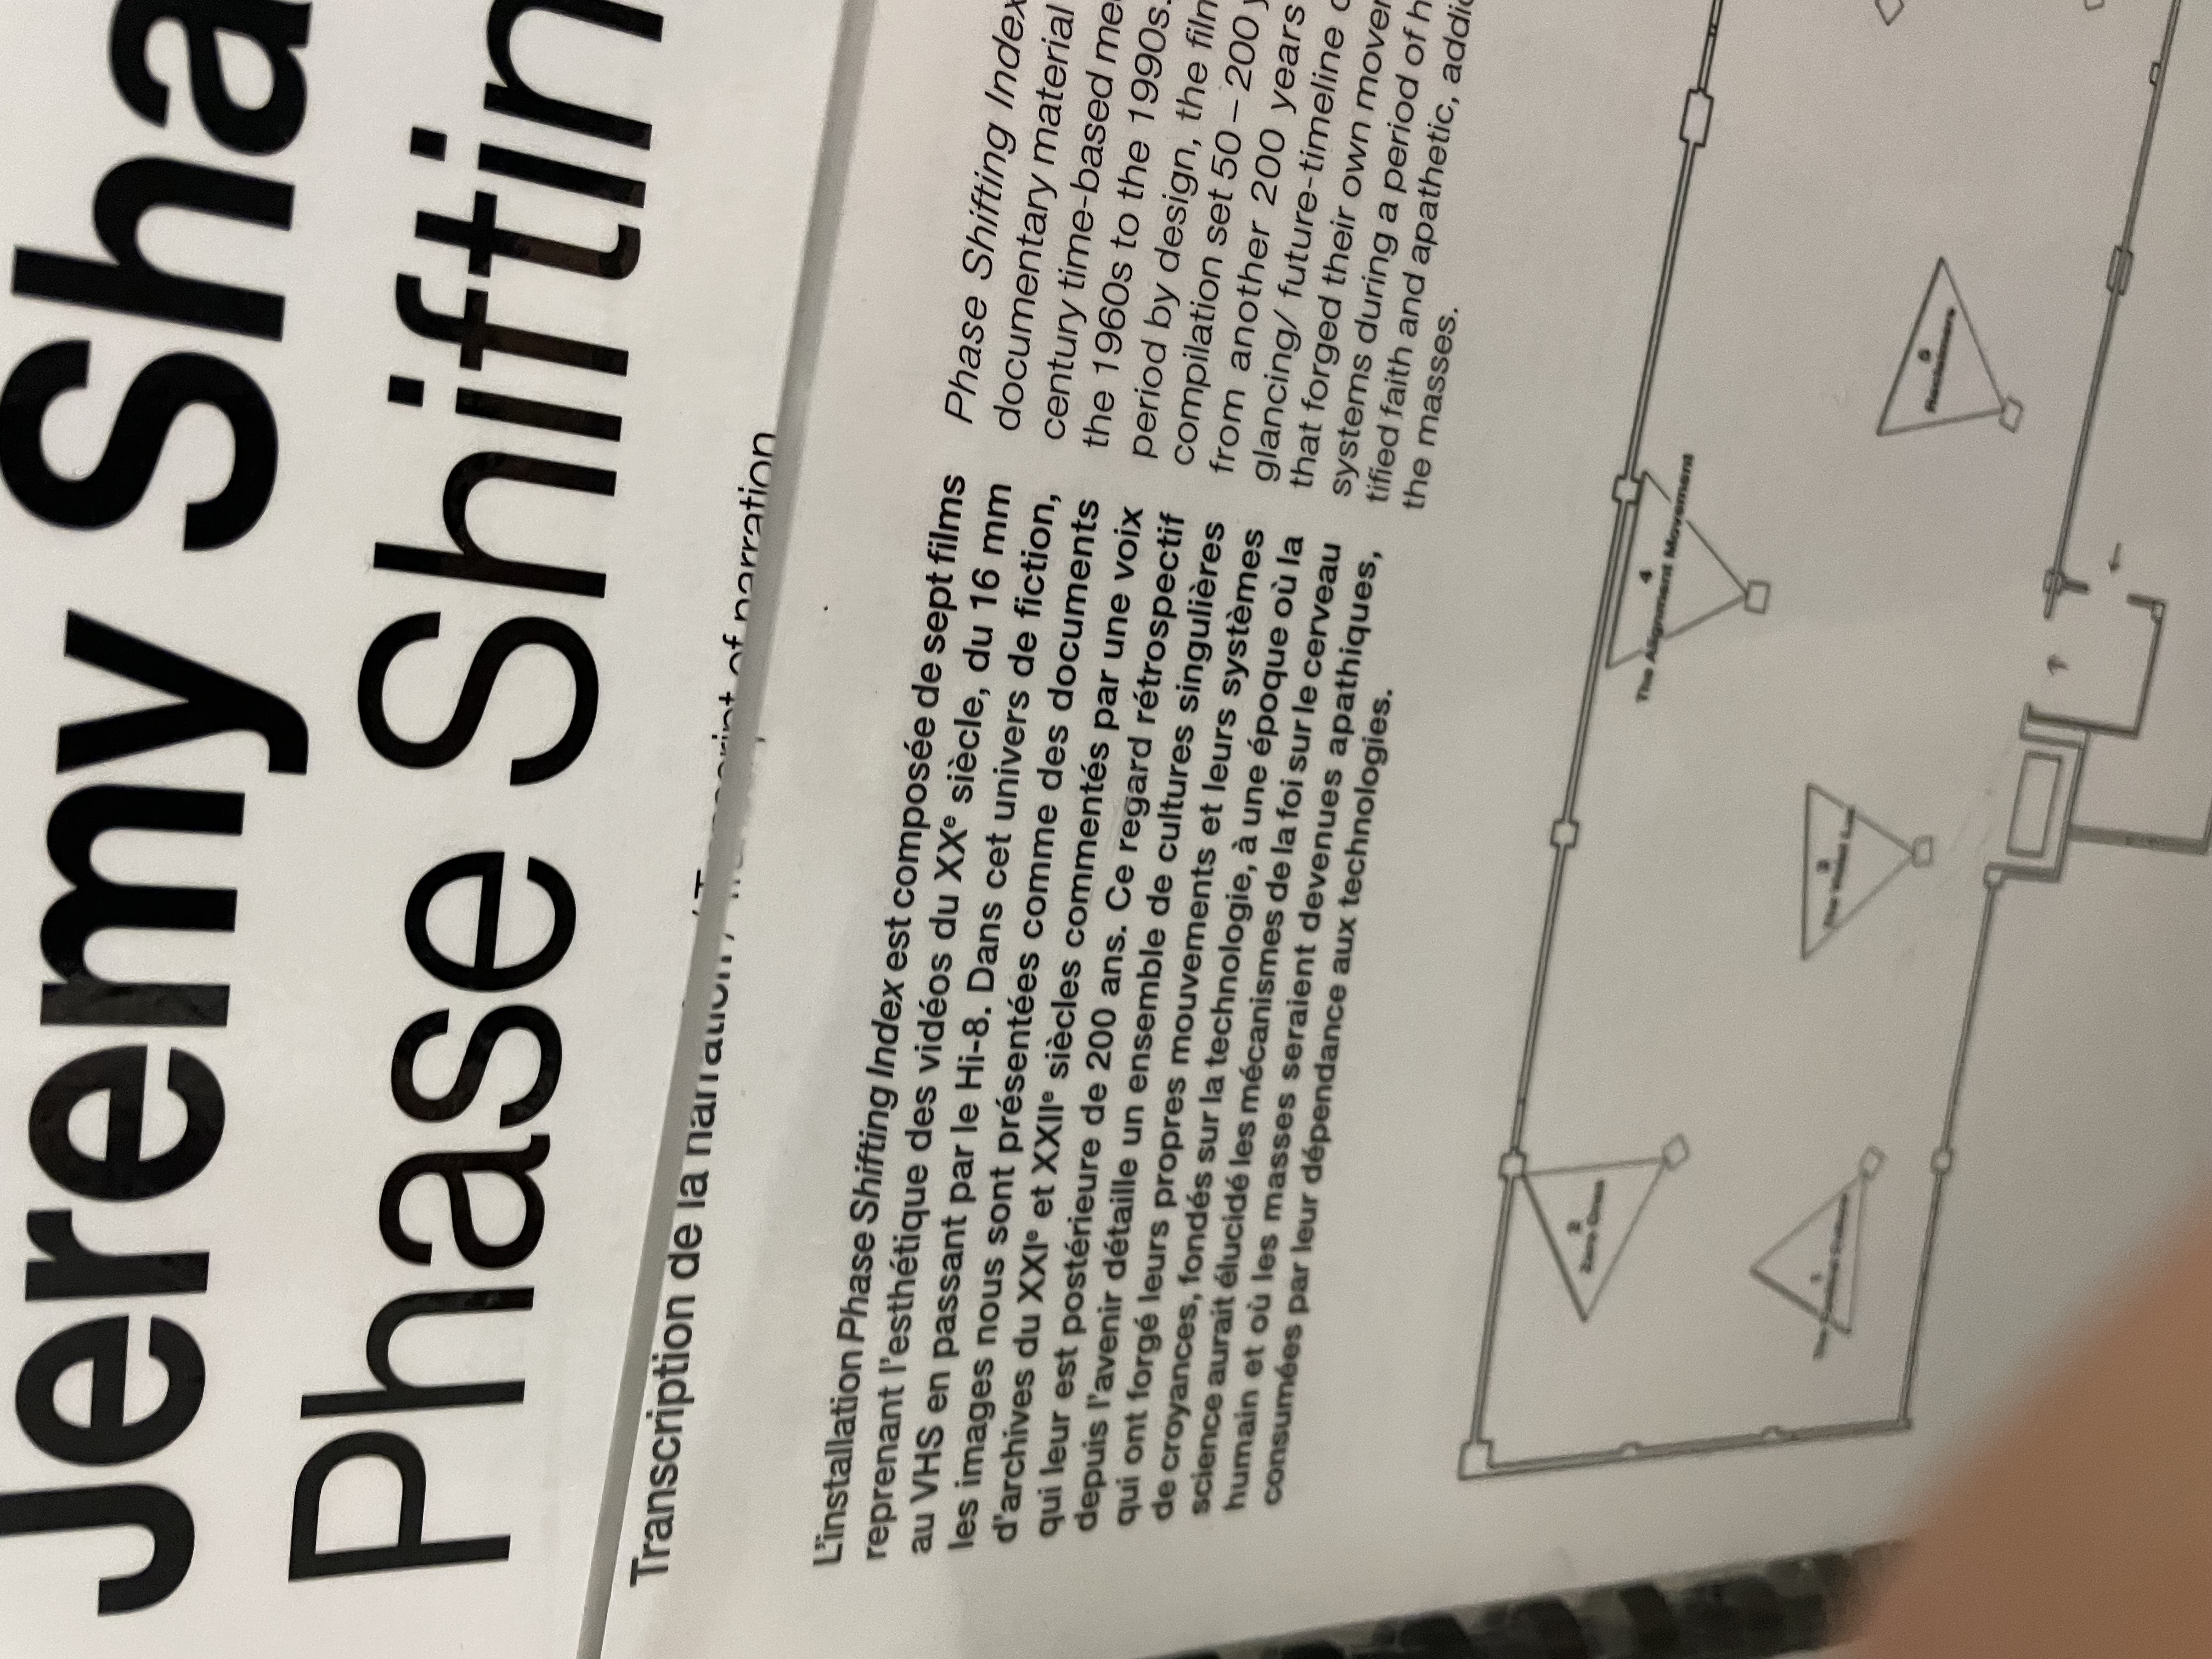 Jeremy Sha
Phase Shiftin
Transcription de la narration / Transcript of narration
L'installation Phase Shifting Index est composée de sept films
reprenant l'esthétique des vidéos du XXe siècle, du 16 mm
au VHS en passant par le Hi-8. Dans cet univers de fiction,
les images nous sont présentées comme des documents
d'archives du XXIe et XXIIe siècles commentés par une voix
qui leur est postérieure de 200 ans. Ce regard rétrospectif
depuis l'avenir détaille un ensemble de cultures singulières
qui ont forgé leurs propres mouvements et leurs systèmes
de croyances, fondés sur la technologie, à une époque où la
science aurait élucidé les mécanismes de la foi sur le cerveau
humain et où les masses seraient devenues apathiques,
consumées par leur dépendance aux technologies.
Phase Shifting Index
documentary material
century time-based me
the 1960s to the 1990s.
period by design, the film
compilation set 50 – 200 y
from another 200 years
glancing/ future-timeline
that forged their own mover
systems during a period of h
tified faith and apathetic, addic
the masses.
2
Zero-Ones
4
The Alignment Movement
1
The Culture
3
The Violet Lux
5
Reclaimers